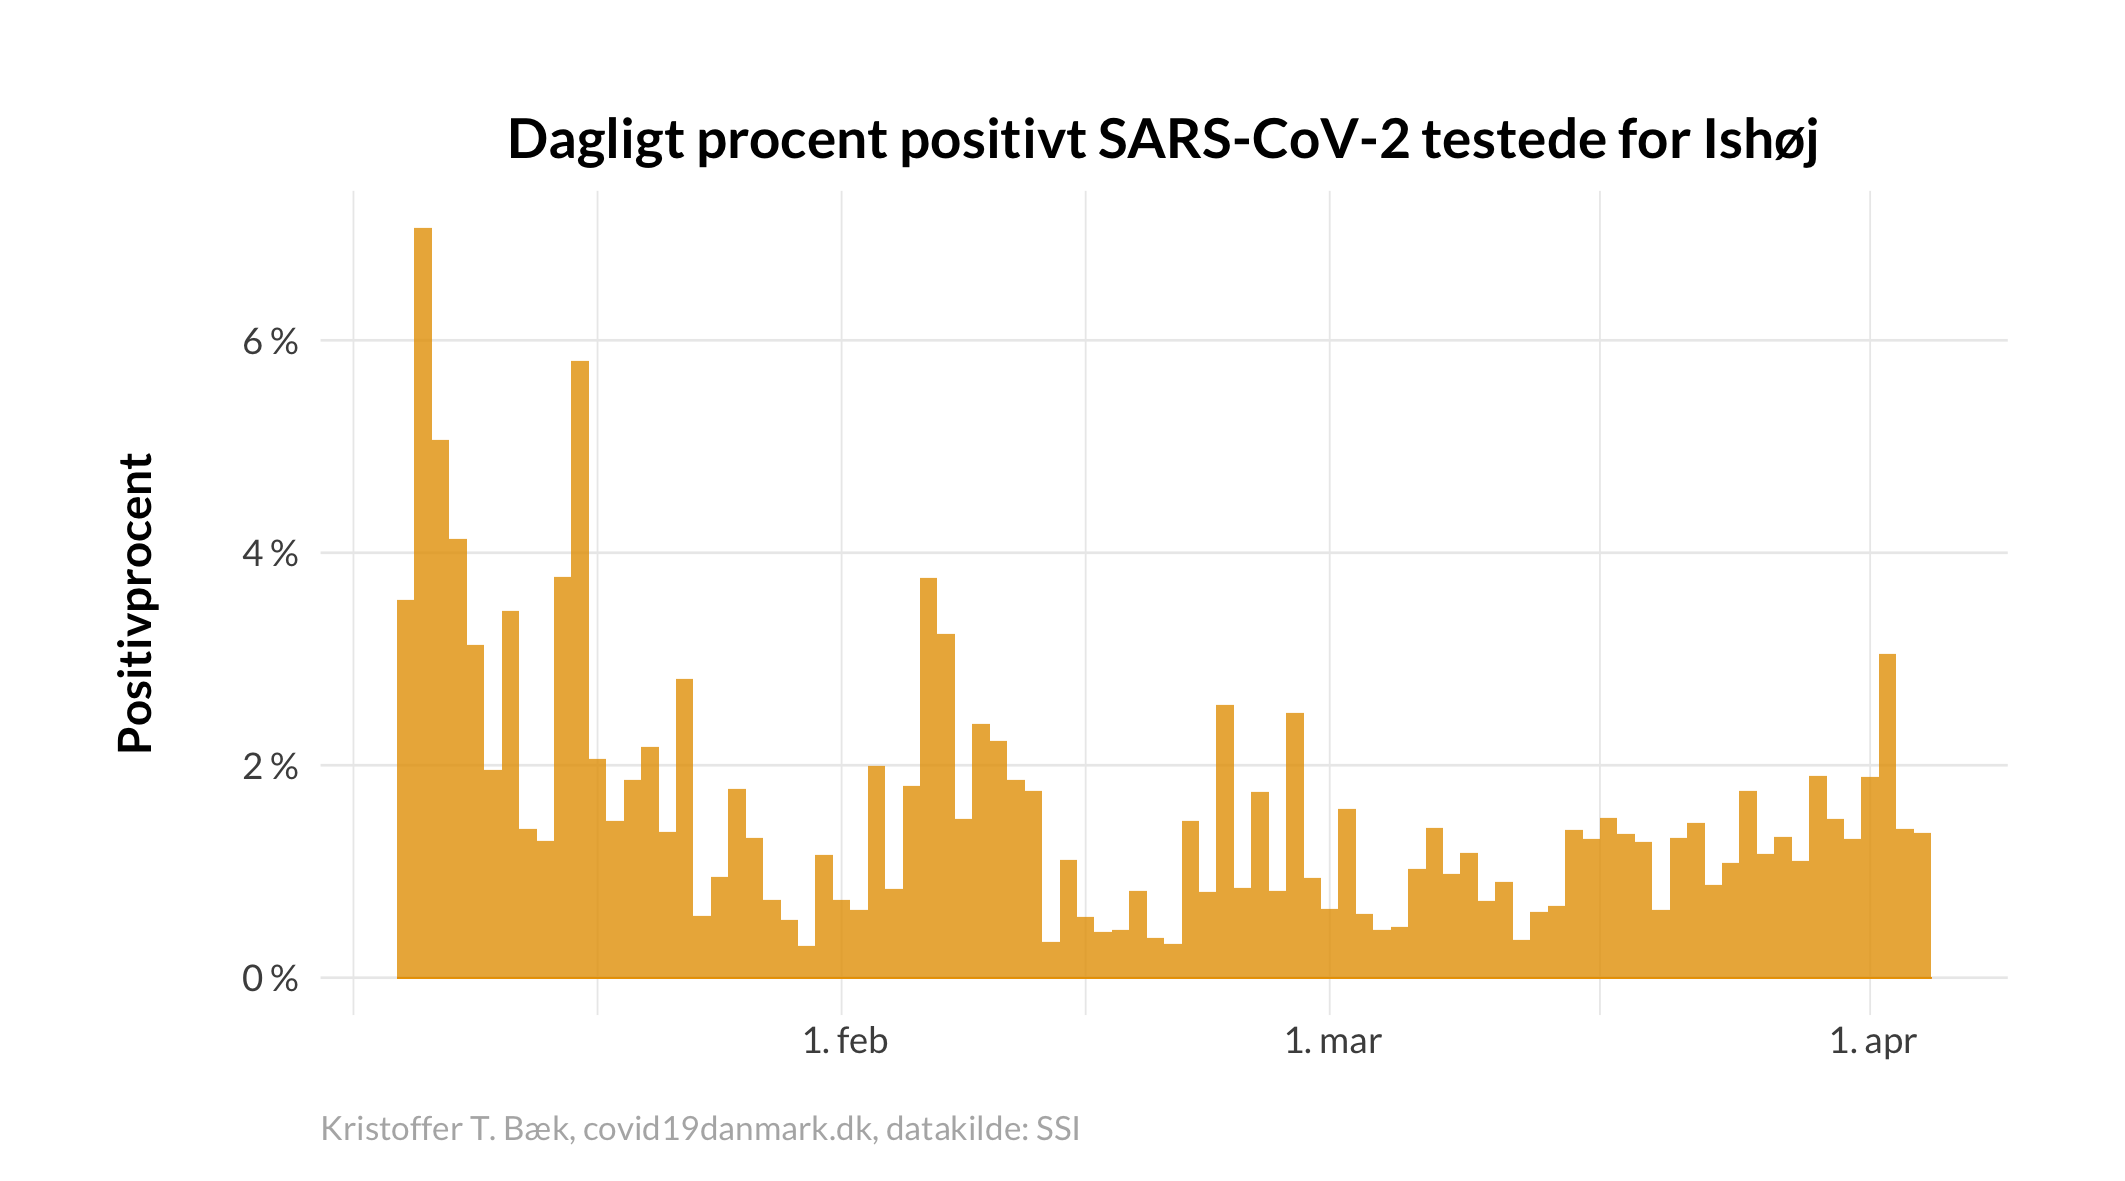 Dagligt procent positivt SARS-CoV-2 testede for Ishøj
Positivprocent
6 %
4 %
2 %
0 %
1. feb
1. mar
1. apr
Kristoffer T. Bæk, covid19danmark.dk, datakilde: SSI